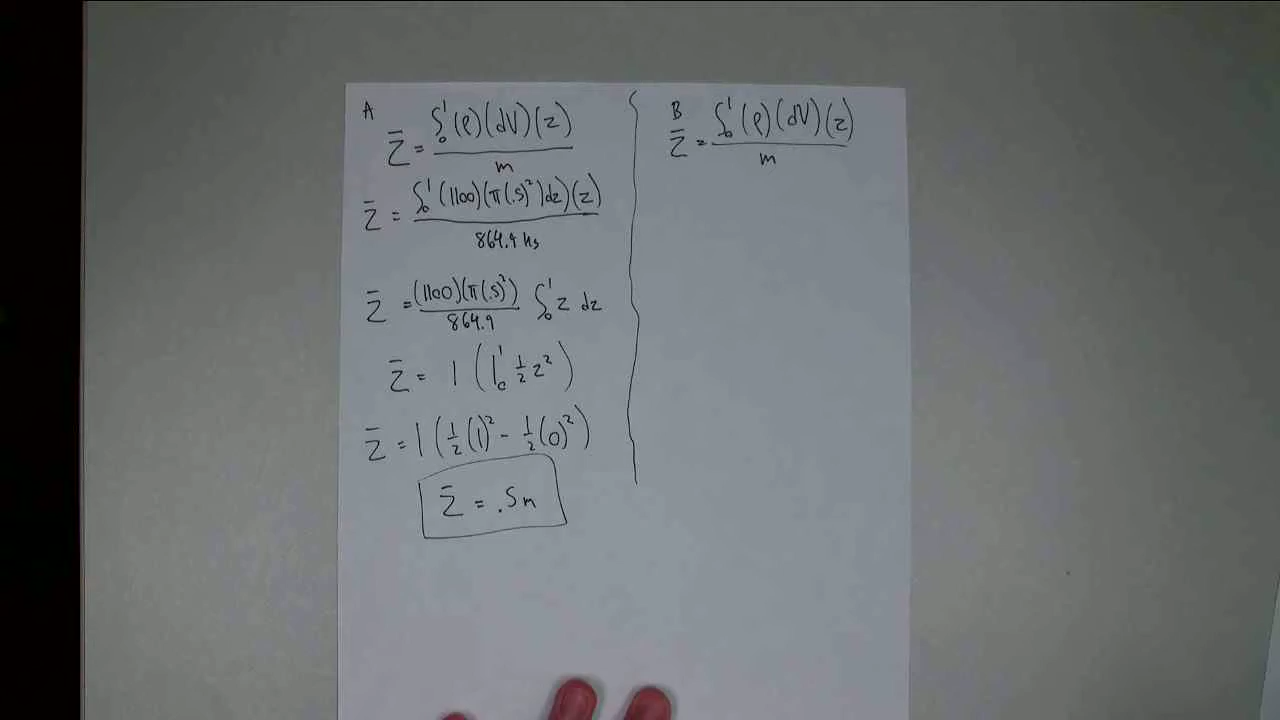 A
z̄ = ∫₀¹(ρ)(dV)(z)
m
z̄ = ∫₀¹(1100)(π(.5)²)dz)(z)
864.9 kg
z̄ = (1100)(π(.5)²) ∫₀¹ z dz
864.9
z̄ = 1 (|₀¹ ½ z²)
z̄ = 1(½(1)² - ½(0)²)
z̄ = .5m
B
z̄ = ∫₀¹(ρ)(dV)(z)
m